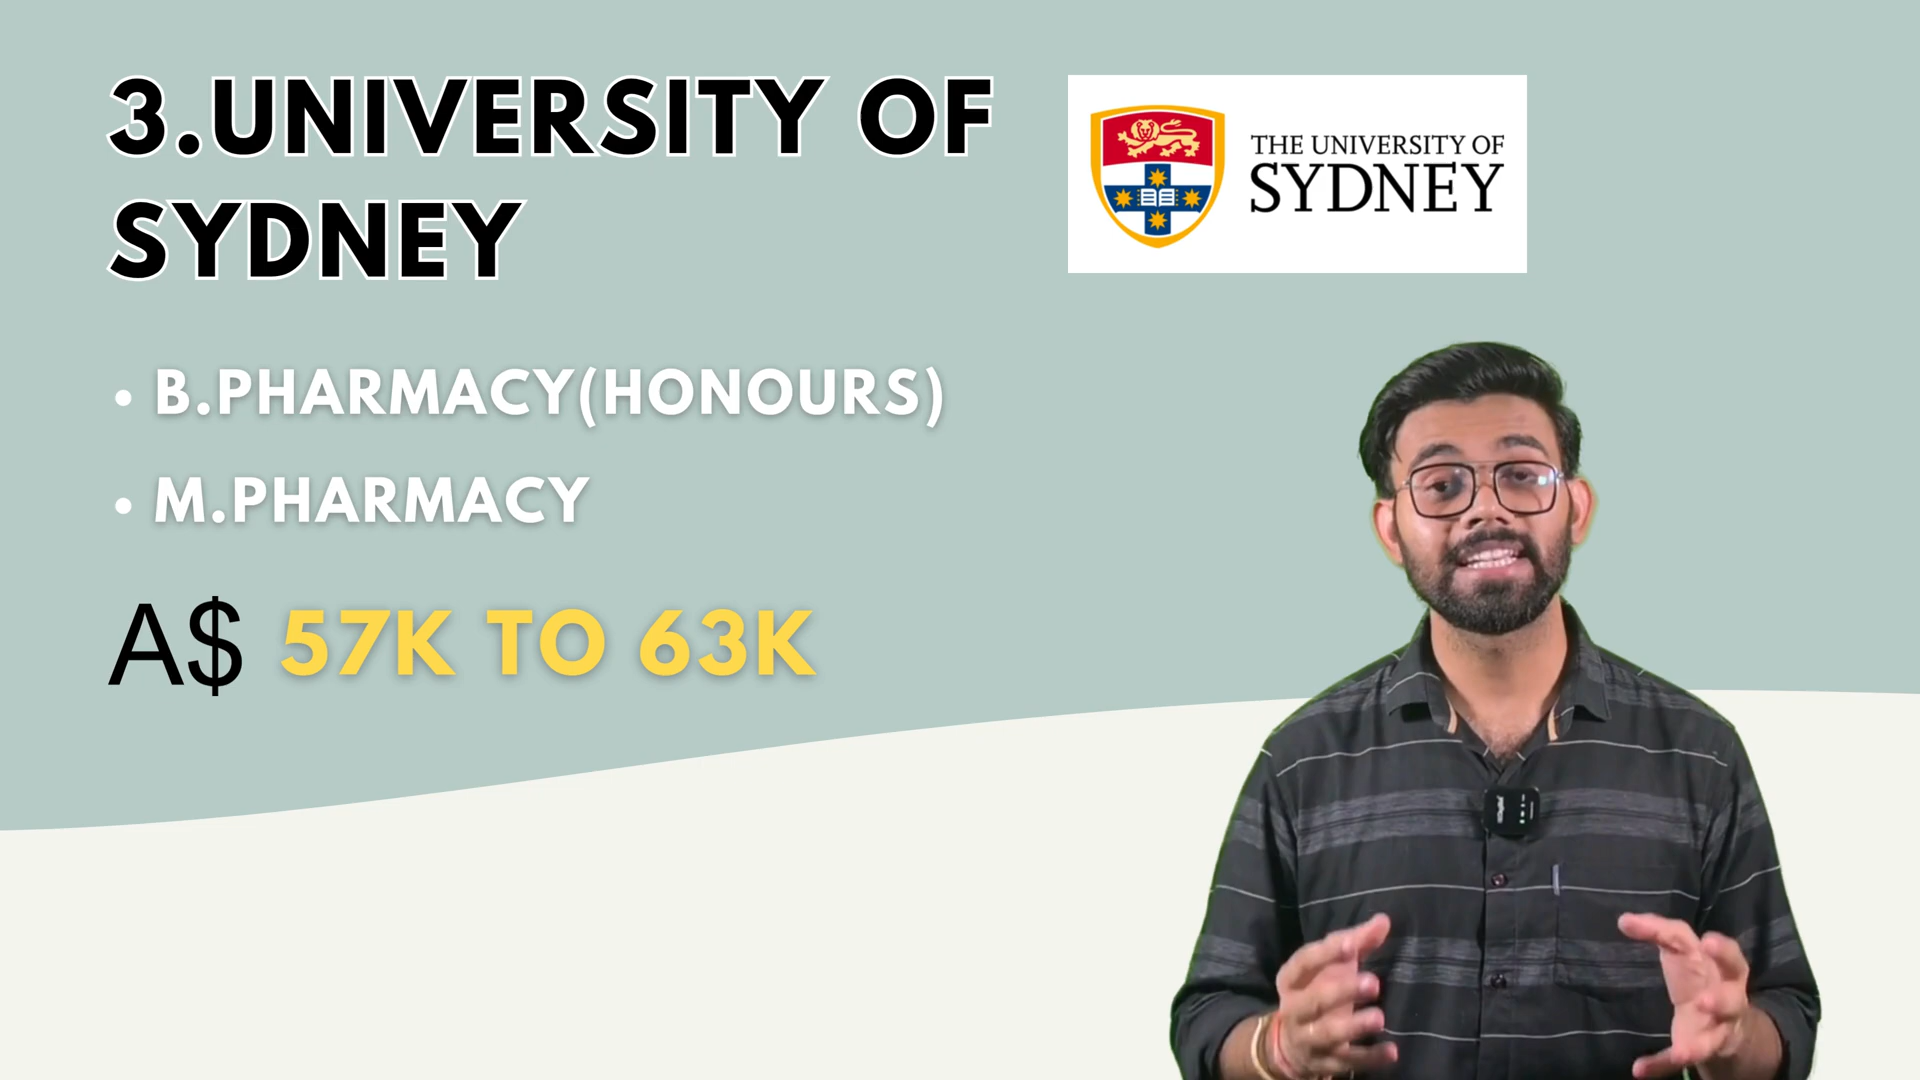 3.UNIVERSITY OF
SYDNEY
THE UNIVERSITY OF
SYDNEY
• B.PHARMACY(HONOURS)
• M.PHARMACY
A$ 57K TO 63K